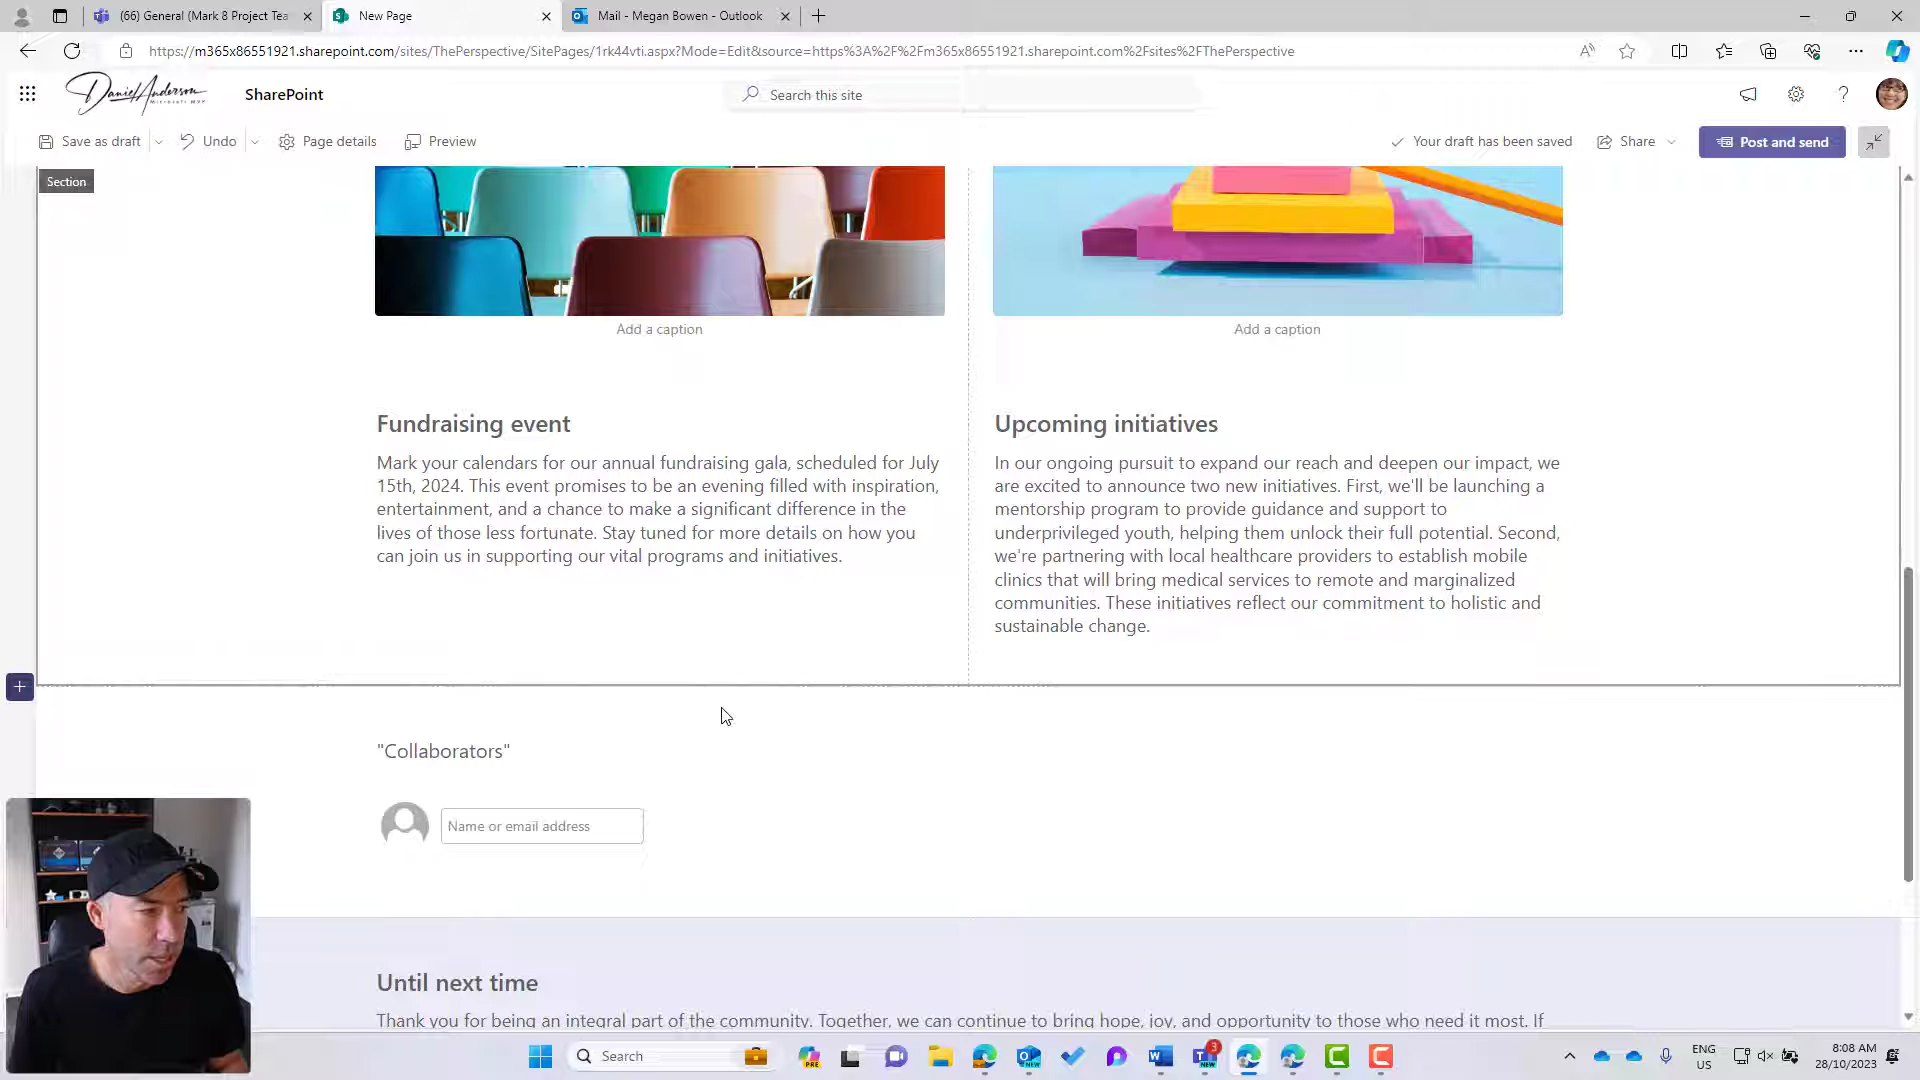 (66) General (Mark 8 Project Tea
New Page
Mail - Megan Bowen - Outlook
https://m365x86551921.sharepoint.com/sites/ThePerspective/SitePages/1rk44vti.aspx?Mode=Edit&source=https%3A%2F%2Fm365x86551921.sharepoint.com%2Fsites%2FThePerspective
Daniel Anderson
Microsoft MVP
SharePoint
Search this site
Save as draft
Undo
Page details
Preview
Your draft has been saved
Share
Post and send
Section
Add a caption
Add a caption
Fundraising event
Mark your calendars for our annual fundraising gala, scheduled for July
15th, 2024. This event promises to be an evening filled with inspiration,
entertainment, and a chance to make a significant difference in the
lives of those less fortunate. Stay tuned for more details on how you
can join us in supporting our vital programs and initiatives.
Upcoming initiatives
In our ongoing pursuit to expand our reach and deepen our impact, we
are excited to announce two new initiatives. First, we'll be launching a
mentorship program to provide guidance and support to
underprivileged youth, helping them unlock their full potential. Second,
we're partnering with local healthcare providers to establish mobile
clinics that will bring medical services to remote and marginalized
communities. These initiatives reflect our commitment to holistic and
sustainable change.
"Collaborators"
Name or email address
Until next time
Thank you for being an integral part of the community. Together, we can continue to bring hope, joy, and opportunity to those who need it most. If
Search
PRE
NEW
NEW
3
ENG
US
8:08 AM
28/10/2023